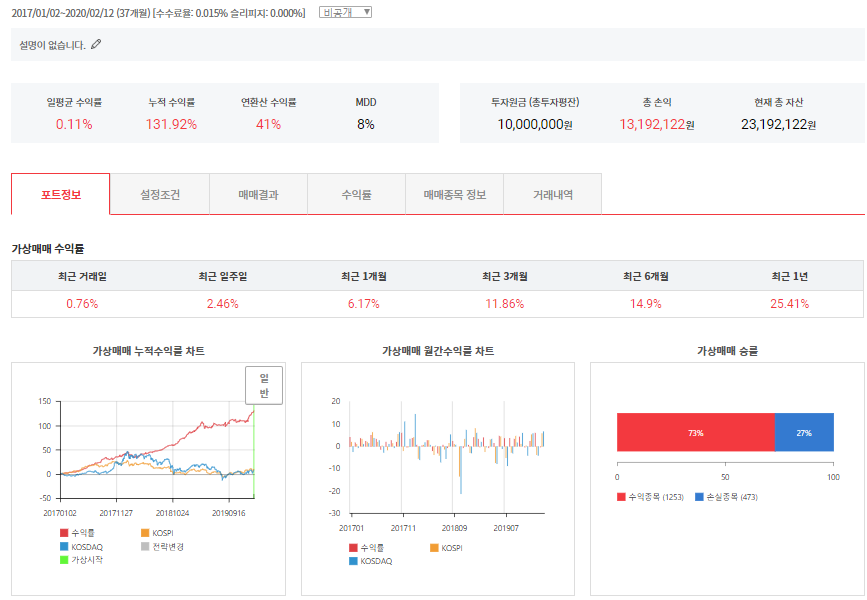 2017/01/02~2020/02/12 (37개월) [수수료율: 0.015% 슬리피지: 0.000%] 비공개
설명이 없습니다.
일평균 수익률 누적 수익률 연환산 수익률 MDD
0.11% 131.92% 41% 8%
투자원금 (총투자평잔) 총 손익 현재 총 자산
10,000,000원 13,192,122원 23,192,122원
포트정보 설정조건 매매결과 수익률 매매종목 정보 거래내역
가상매매 수익률
최근 거래일 최근 일주일 최근 1개월 최근 3개월 최근 6개월 최근 1년
0.76% 2.46% 6.17% 11.86% 14.9% 25.41%
가상매매 누적수익률 차트
일반
150
100
50
0
-50
20170102 20171127 20181024 20190916
수익률 KOSPI
KOSDAQ 전략변경
가상시작
가상매매 월간수익률 차트
20
10
0
-10
-20
-30
201701 201711 201809 201907
수익률 KOSPI
KOSDAQ
가상매매 승률
73% 27%
0 50 100
수익종목 (1253) 손실종목 (473)